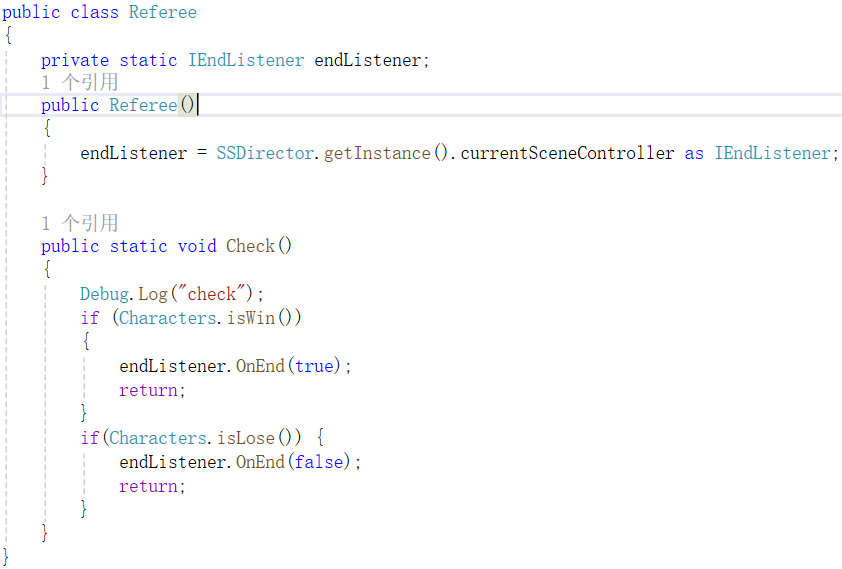 public class Referee
{
    private static IEndListener endListener;
    1 个引用
    public Referee()
    {
        endListener = SSDirector.getInstance().currentSceneController as IEndListener;
    }

    1 个引用
    public static void Check()
    {
        Debug.Log("check");
        if (Characters.isWin())
        {
            endListener.OnEnd(true);
            return;
        }
        if(Characters.isLose()) {
            endListener.OnEnd(false);
            return;
        }
    }
}